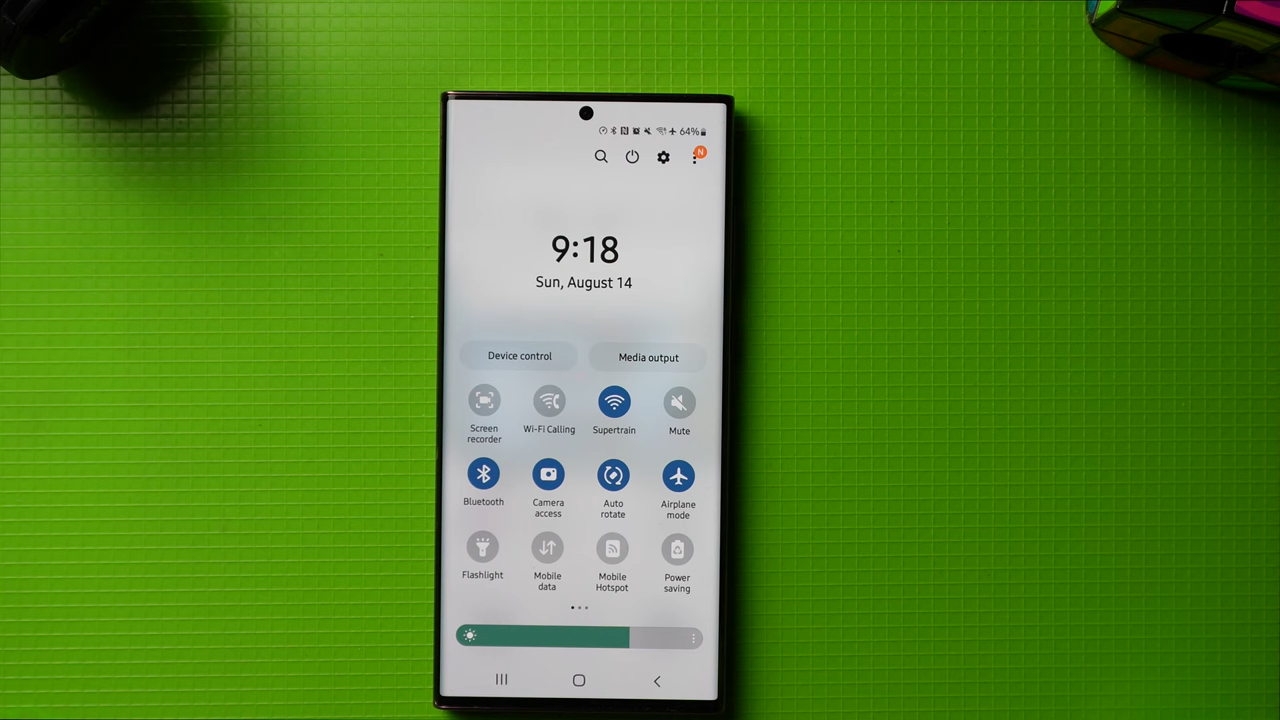 64%
N
9:18
Sun, August 14
Device control
Media output
Screen
recorder
Wi-Fi Calling
Supertrain
Mute
Bluetooth
Camera
access
Auto
rotate
Airplane
mode
Flashlight
Mobile
data
Mobile
Hotspot
Power
saving